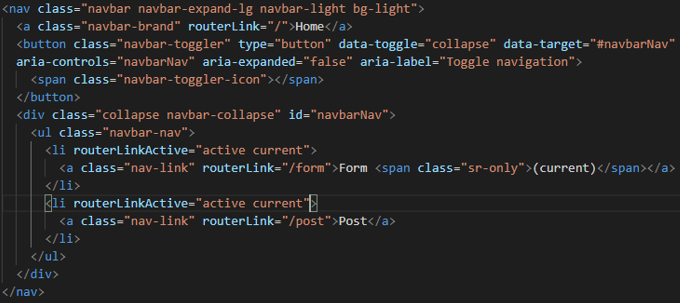 <nav class="navbar navbar-expand-lg navbar-light bg-light">
  <a class="navbar-brand" routerLink="/">Home</a>
  <button class="navbar-toggler" type="button" data-toggle="collapse" data-target="#navbarNav"
  aria-controls="navbarNav" aria-expanded="false" aria-label="Toggle navigation">
    <span class="navbar-toggler-icon"></span>
  </button>
  <div class="collapse navbar-collapse" id="navbarNav">
    <ul class="navbar-nav">
      <li routerLinkActive="active current">
        <a class="nav-link" routerLink="/form">Form <span class="sr-only">(current)</span></a>
      </li>
      <li routerLinkActive="active current">
        <a class="nav-link" routerLink="/post">Post</a>
      </li>
    </ul>
  </div>
</nav>